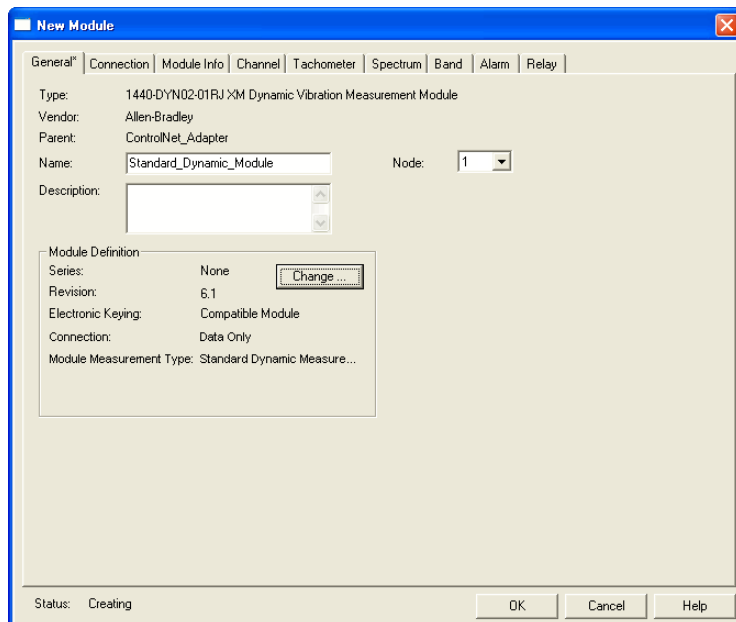 New Module
General* Connection Module Info Channel Tachometer Spectrum Band Alarm Relay
Type: 1440-DYN02-01RJ XM Dynamic Vibration Measurement Module
Vendor: Allen-Bradley
Parent: ControlNet_Adapter
Name: Standard_Dynamic_Module Node: 1
Description:
Module Definition
Series: None Change ...
Revision: 6.1
Electronic Keying: Compatible Module
Connection: Data Only
Module Measurement Type: Standard Dynamic Measure...
Status: Creating OK Cancel Help